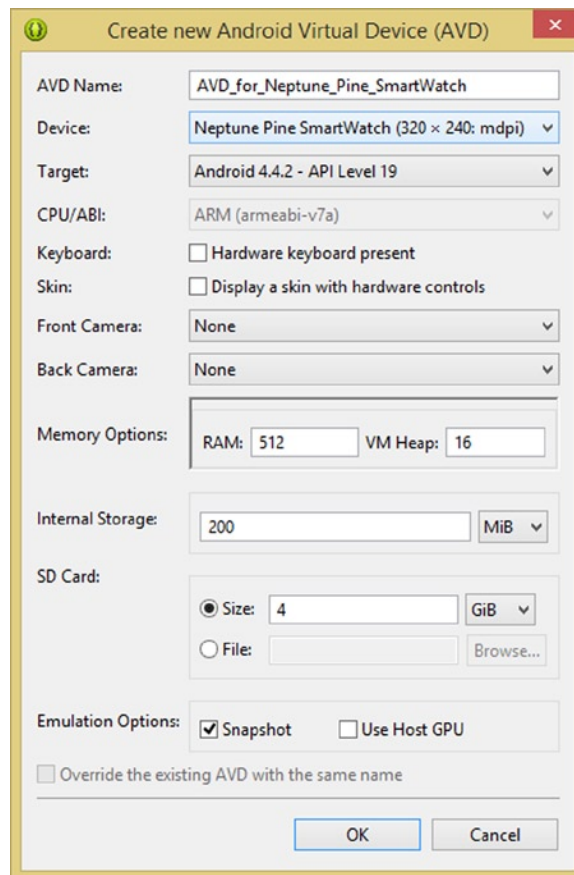 Create new Android Virtual Device (AVD)
AVD Name: AVD_for_Neptune_Pine_SmartWatch
Device: Neptune Pine SmartWatch (320 × 240: mdpi)
Target: Android 4.4.2 - API Level 19
CPU/ABI: ARM (armeabi-v7a)
Keyboard: Hardware keyboard present
Skin: Display a skin with hardware controls
Front Camera: None
Back Camera: None
Memory Options: RAM: 512 VM Heap: 16
Internal Storage: 200 MiB
SD Card:
Size: 4 GiB
File: Browse...
Emulation Options: Snapshot Use Host GPU
Override the existing AVD with the same name
OK Cancel